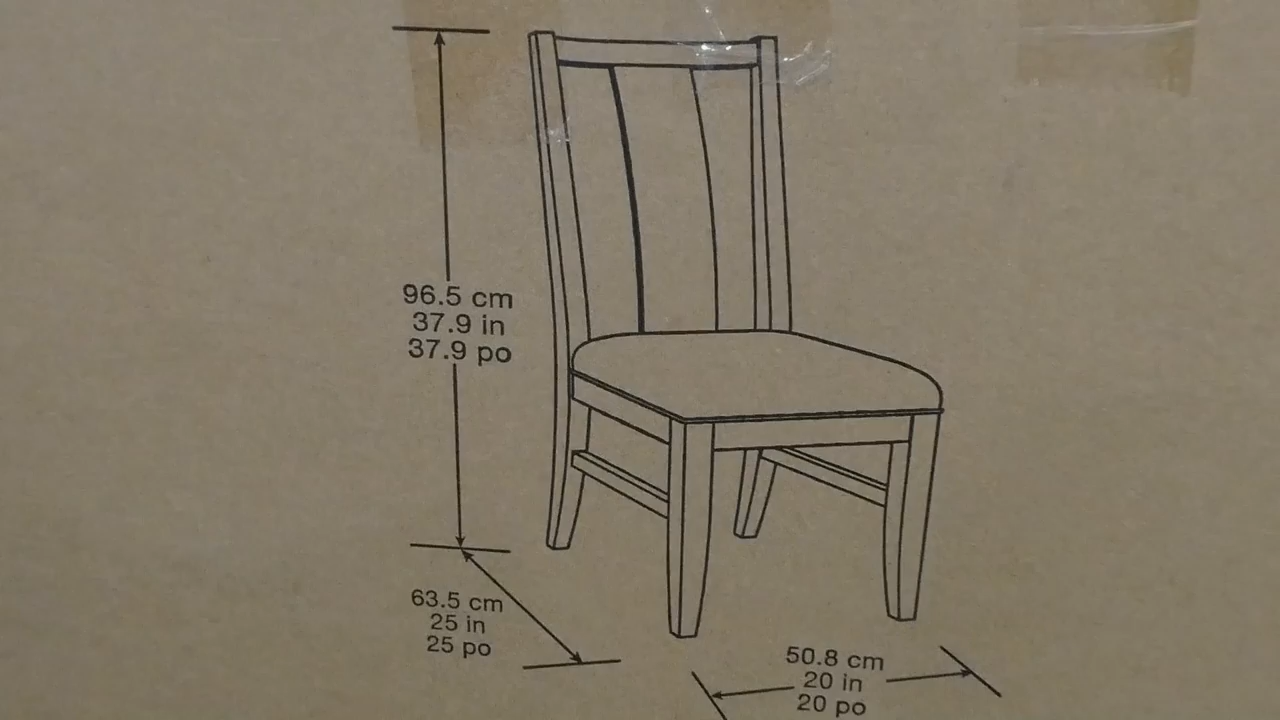 96.5 cm
37.9 in
37.9 po
63.5 cm
25 in
25 po
50.8 cm
20 in
20 po